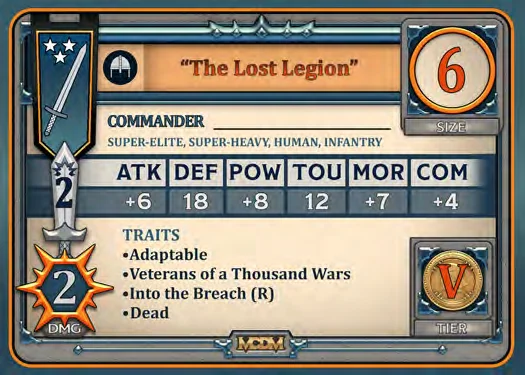 “The Lost Legion”
6
SIZE
COMMANDER
SUPER-ELITE, SUPER-HEAVY, HUMAN, INFANTRY
ATK DEF POW TOU MOR COM
2
+6 18 +8 12 +7 +4
TRAITS
•Adaptable
•Veterans of a Thousand Wars
•Into the Breach (R)
•Dead
2
DMG
V
TIER
MCDM